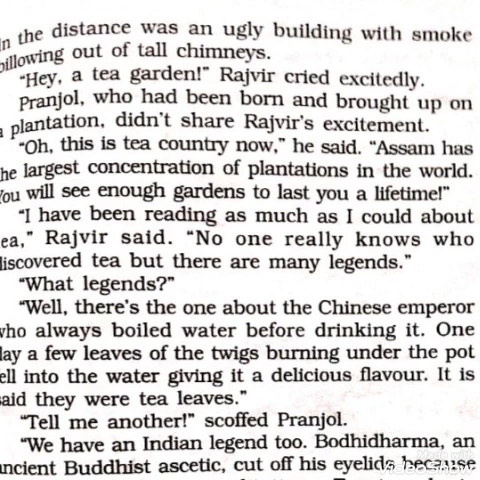 In the distance was an ugly building with smoke
billowing out of tall chimneys.
"Hey, a tea garden!" Rajvir cried excitedly.
Pranjol, who had been born and brought up on
a plantation, didn't share Rajvir's excitement.
"Oh, this is tea country now," he said. "Assam has
he largest concentration of plantations in the world.
You will see enough gardens to last you a lifetime!"
"I have been reading as much as I could about
ea," Rajvir said. "No one really knows who
discovered tea but there are many legends."
"What legends?"
"Well, there's the one about the Chinese emperor
who always boiled water before drinking it. One
day a few leaves of the twigs burning under the pot
ell into the water giving it a delicious flavour. It is
said they were tea leaves."
"Tell me another!" scoffed Pranjol.
"We have an Indian legend too. Bodhidharma, an
ancient Buddhist ascetic, cut off his eyelids because
Made with